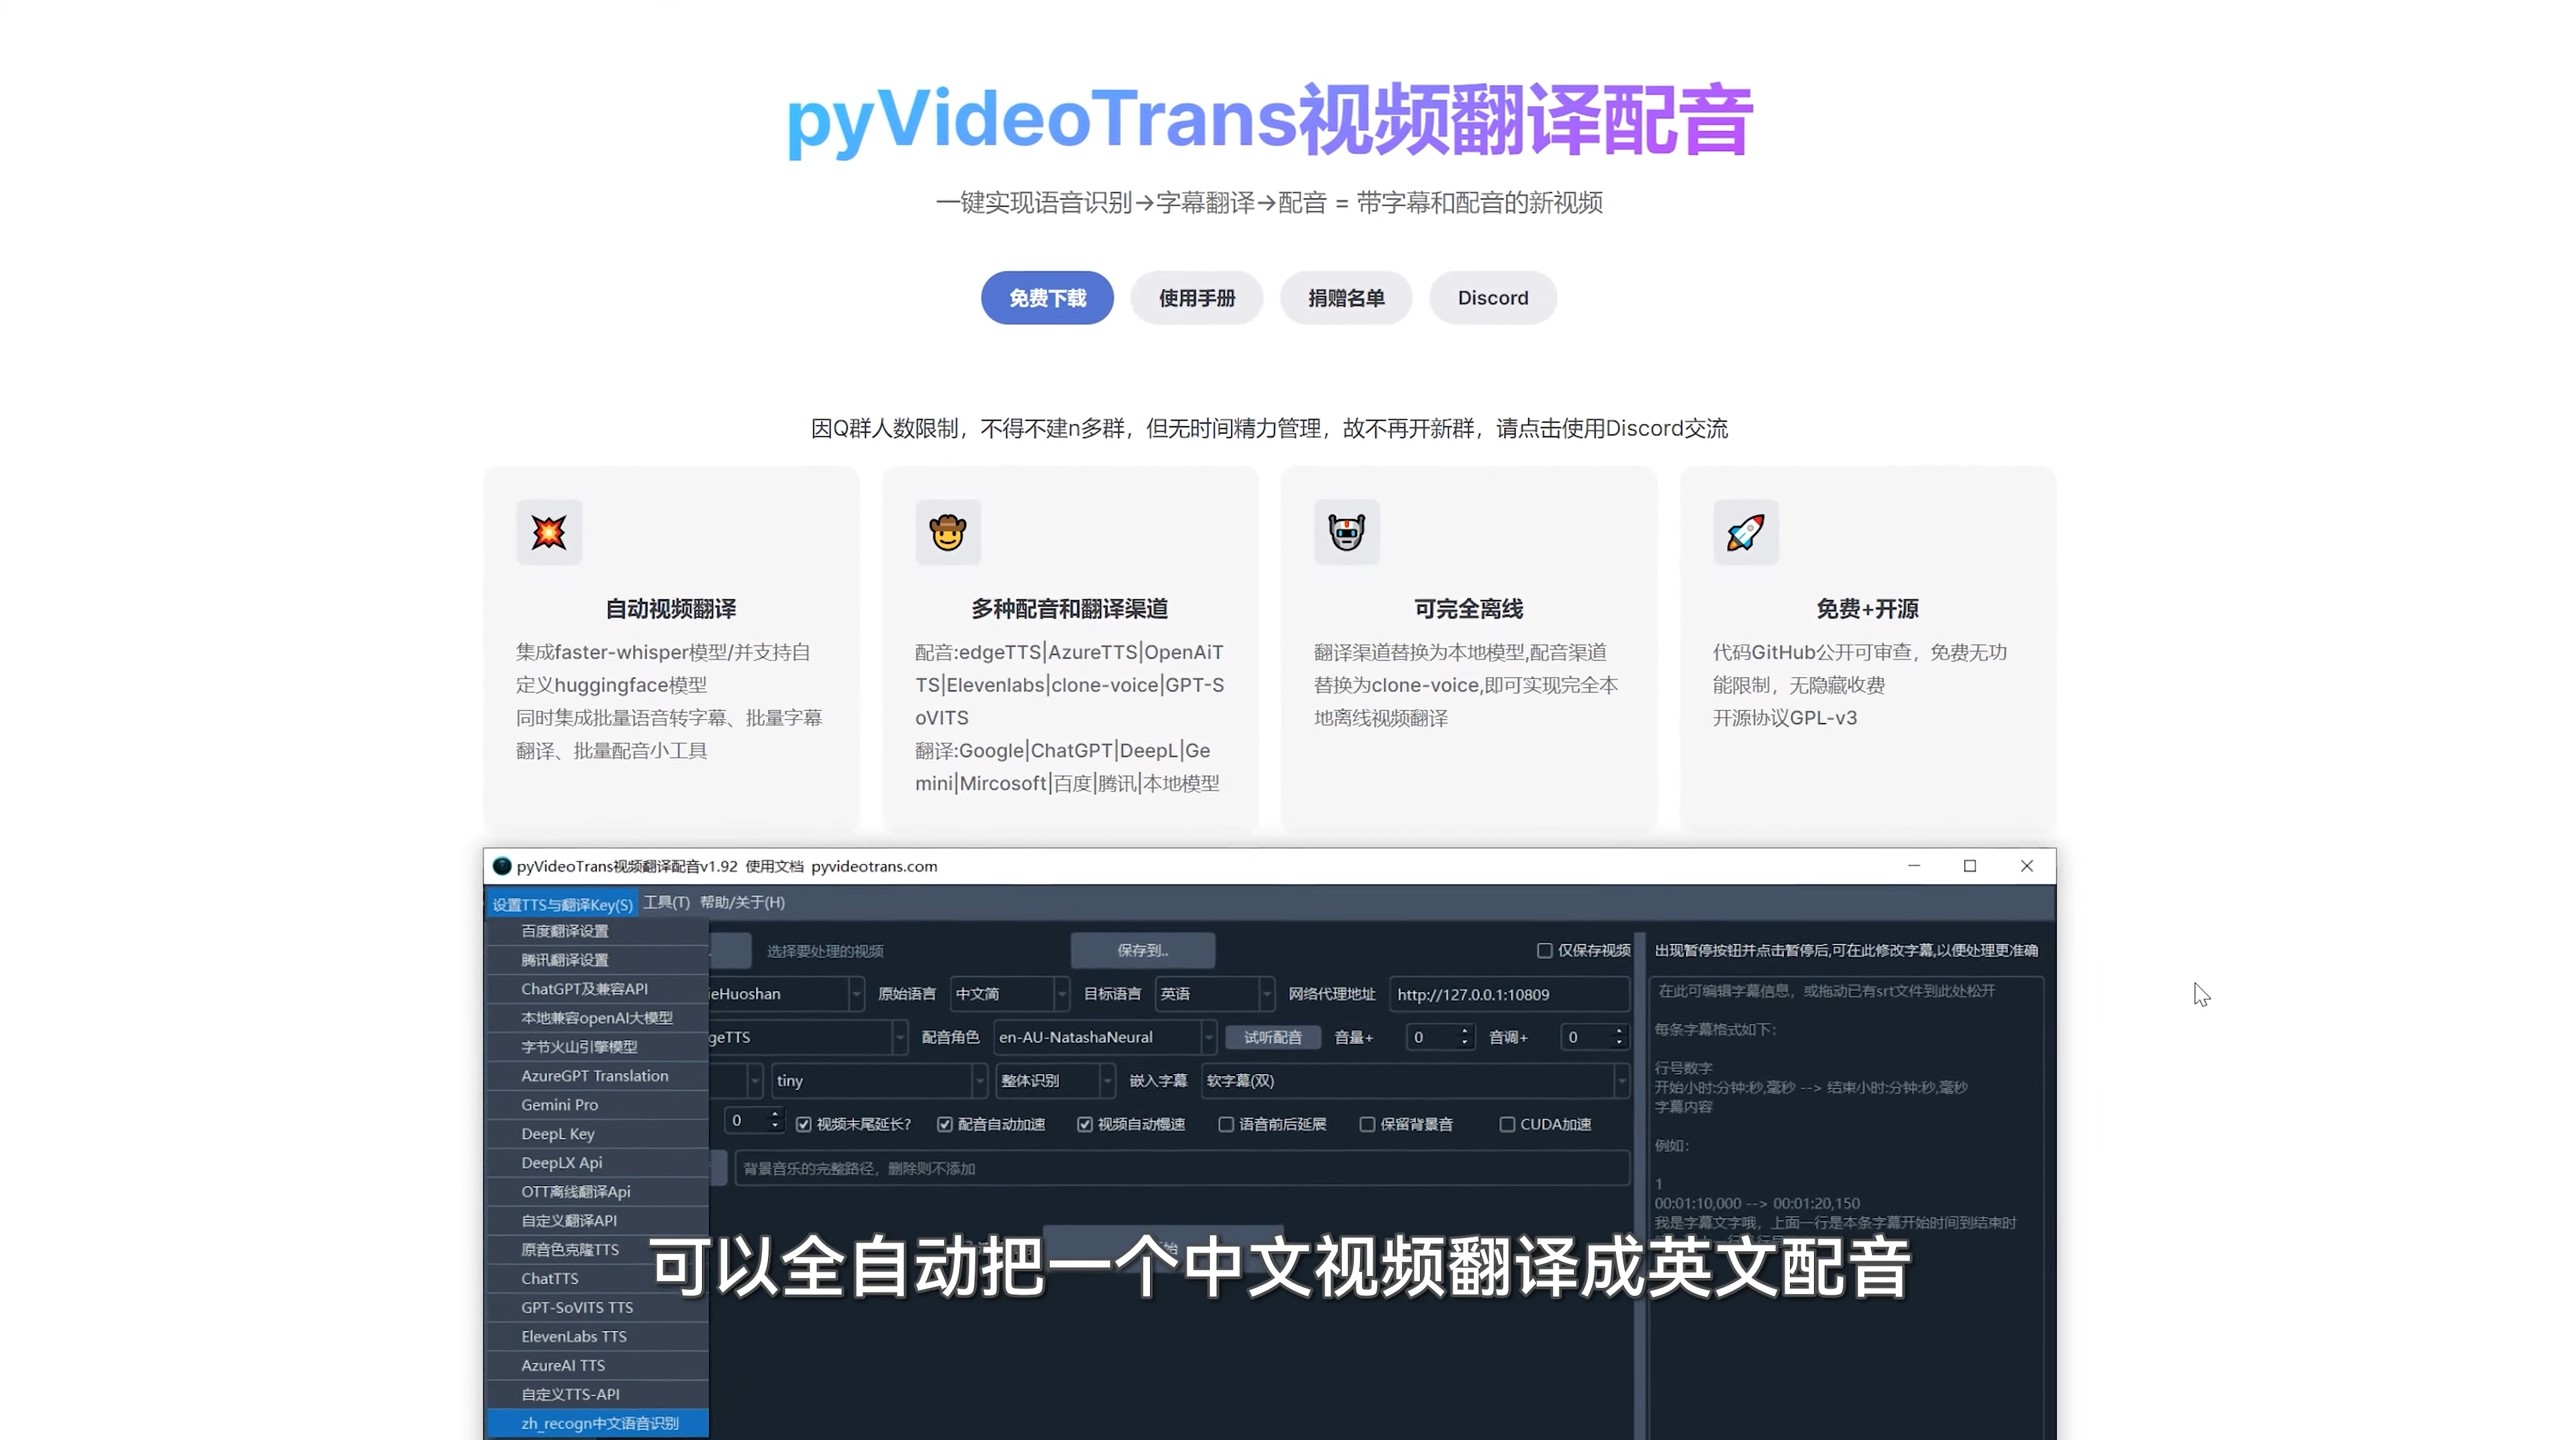 pyVideoTrans视频翻译配音
一键实现语音识别→字幕翻译→配音 = 带字幕和配音的新视频
免费下载
使用手册
捐赠名单
Discord
因Q群人数限制，不得不建n多群，但无时间精力管理，故不再开新群，请点击使用Discord交流
自动视频翻译
集成faster-whisper模型/并支持自
定义huggingface模型
同时集成批量语音转字幕、批量字幕
翻译、批量配音小工具
多种配音和翻译渠道
配音:edgeTTS|AzureTTS|OpenAiT
TS|Elevenlabs|clone-voice|GPT-S
oVITS
翻译:Google|ChatGPT|DeepL|Ge
mini|Mircosoft|百度|腾讯|本地模型
可完全离线
翻译渠道替换为本地模型,配音渠道
替换为clone-voice,即可实现完全本
地离线视频翻译
免费+开源
代码GitHub公开可审查，免费无功
能限制，无隐藏收费
开源协议GPL-v3
pyVideoTrans视频翻译配音v1.92 使用文档 pyvideotrans.com
设置TTS与翻译Key(S) 工具(T) 帮助/关于(H)
百度翻译设置
腾讯翻译设置
ChatGPT及兼容API
本地兼容openAI大模型
字节火山引擎模型
AzureGPT Translation
Gemini Pro
DeepL Key
DeepLX Api
OTT离线翻译Api
自定义翻译API
原音色克隆TTS
ChatTTS
GPT-SoVITS TTS
ElevenLabs TTS
AzureAI TTS
自定义TTS-API
zh_recogn中文语音识别
选择要处理的视频 保存到.. 仅保存视频
ieHuoshan 原始语言 中文简 目标语言 英语 网络代理地址 http://127.0.0.1:10809
geTTS 配音角色 en-AU-NatashaNeural 试听配音 音量+ 0 音调+ 0
tiny 整体识别 嵌入字幕 软字幕(双)
0 视频末尾延长? 配音自动加速 视频自动慢速 语音前后延展 保留背景音 CUDA加速
背景音乐的完整路径，删除则不添加
出现暂停按钮并点击暂停后,可在此修改字幕,以便处理更准确
在此可编辑字幕信息，或拖动已有srt文件到此处松开
每条字幕格式如下：
行号数字
开始小时:分钟:秒,毫秒 --> 结束小时:分钟:秒,毫秒
字幕内容
例如：
1
00:01:10,000 --> 00:01:20,150
我是字幕文字哦，上面一行是本条字幕开始时间到结束时
可以全自动把一个中文视频翻译成英文配音